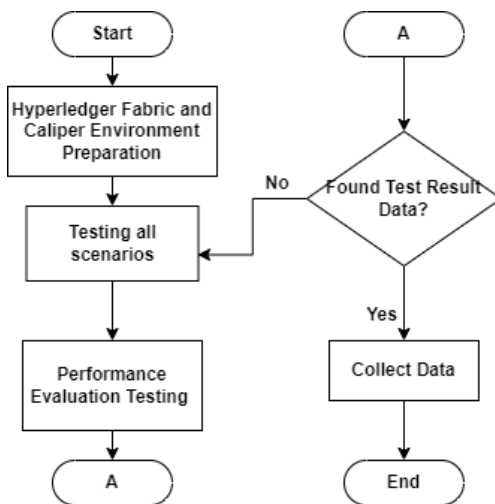 Start
Hyperledger Fabric and
Caliper Environment
Preparation
Testing all
scenarios
Performance
Evaluation Testing
A
A
Found Test Result
Data?
No
Yes
Collect Data
End